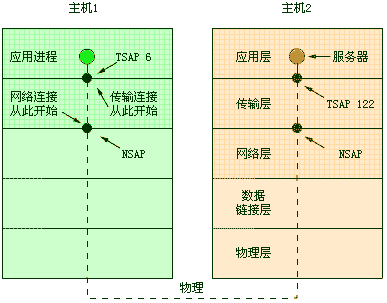 主机1
主机2
应用进程
TSAP 6
网络连接
从此开始
传输连接
从此开始
NSAP
应用层
服务器
传输层
TSAP 122
网络层
NSAP
数据
链接层
物理层
物理